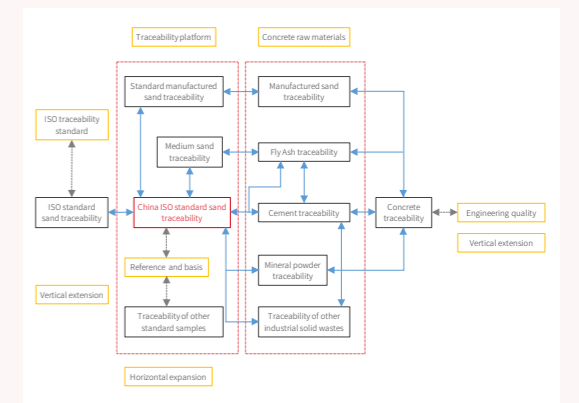 Traceability platform
Concrete raw materials
Standard manufactured
sand traceability
Manufactured sand
traceability
ISO traceability
standard
Medium sand
traceability
Fly Ash traceability
ISO standard
sand traceability
China ISO standard sand
traceability
Cement traceability
Concrete
traceability
Engineering quality
Vertical extension
Reference and basis
Mineral powder
traceability
Vertical extension
Traceability of other
standard samples
Traceability of other
industrial solid wastes
Horizontal expansion